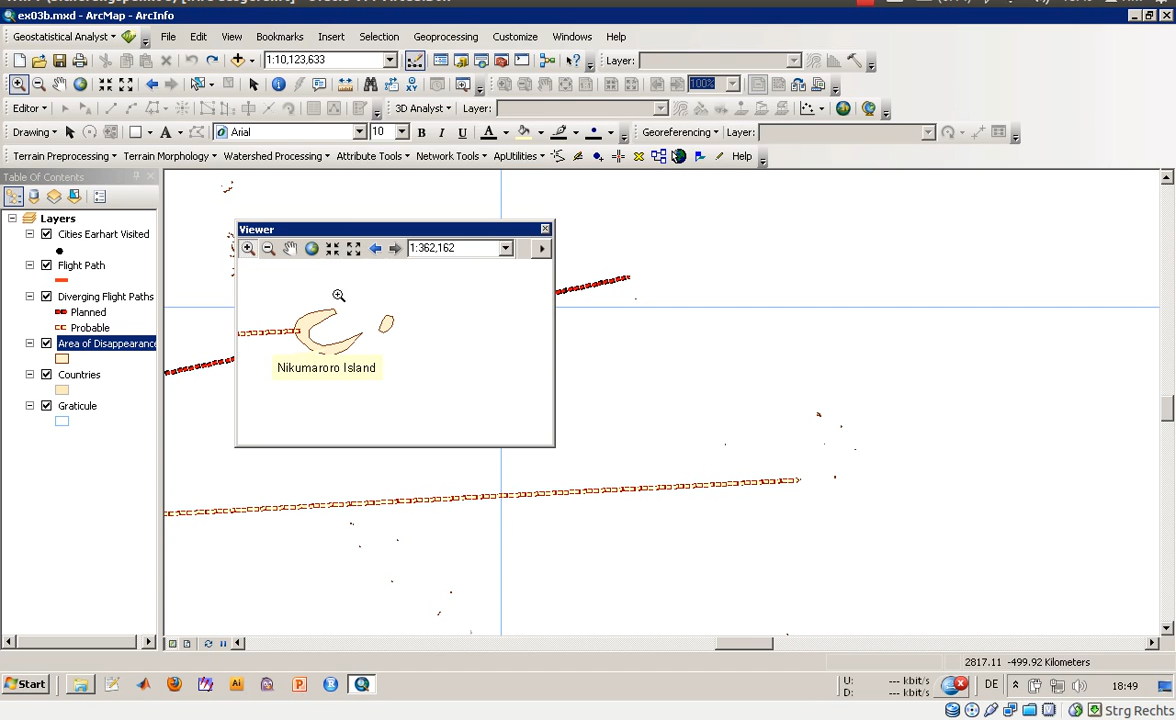 ex03b.mxd - ArcMap - ArcInfo
Geostatistical Analyst File Edit View Bookmarks Insert Selection Geoprocessing Customize Windows Help
1:10,123,633 Layer:
100%
Editor 3D Analyst Layer:
Drawing A Arial 10 B I U A Georeferencing Layer:
Terrain Preprocessing Terrain Morphology Watershed Processing Attribute Tools Network Tools ApUtilities Help
Table Of Contents
Layers
Cities Earhart Visited
Flight Path
Diverging Flight Paths
Planned
Probable
Area of Disappearance
Countries
Graticule
Viewer
1:362,162
Nikumaroro Island
2817.11 -499.92 Kilometers
Start Ai P R U: --- kbit/s
D: --- kbit/s DE 18:49
Strg Rechts